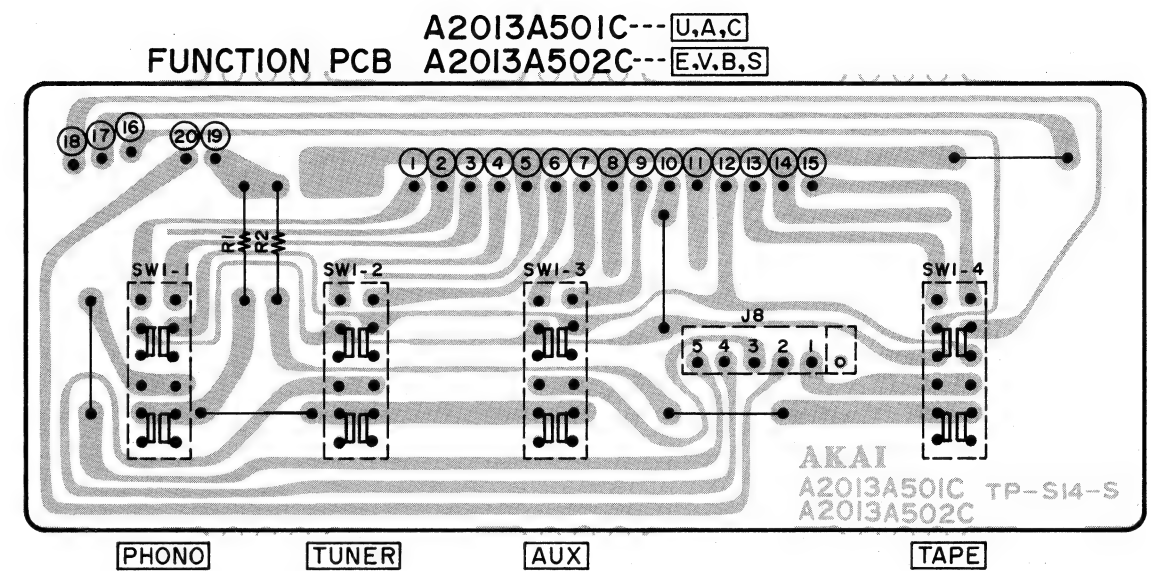 A2013A501C---U,A,C
FUNCTION PCB A2013A502C---E.V.B.S
18 17 16 20 19
1 2 3 4 5 6 7 8 9 10 11 12 13 14 15
R1 R2
SW1-1 SW1-2 SW1-3 SW1-4
J8
5 4 3 2 1
AKAI
A2013A501C TP-S14-S
A2013A502C
PHONO TUNER AUX TAPE